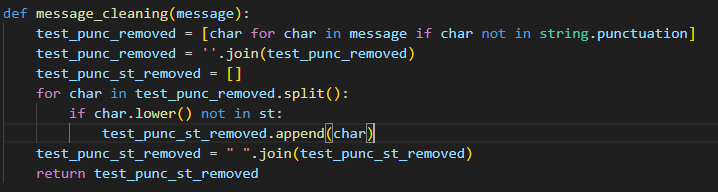 def message_cleaning(message):
    test_punc_removed = [char for char in message if char not in string.punctuation]
    test_punc_removed = ''.join(test_punc_removed)
    test_punc_st_removed = []
    for char in test_punc_removed.split():
        if char.lower() not in st:
            test_punc_st_removed.append(char)
    test_punc_st_removed = " ".join(test_punc_st_removed)
    return test_punc_st_removed